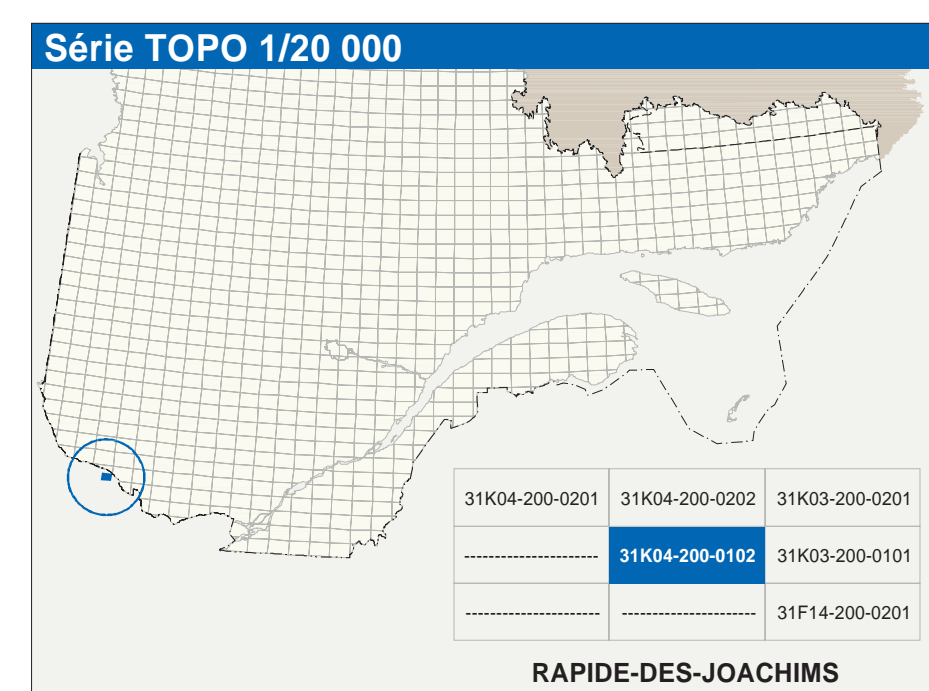 Série TOPO 1/20 000
31K04-200-0201 31K04-200-0202 31K03-200-0201
--------------------- 31K04-200-0102 31K03-200-0101
--------------------- --------------------- 31F14-200-0201
RAPIDE-DES-JOACHIMS